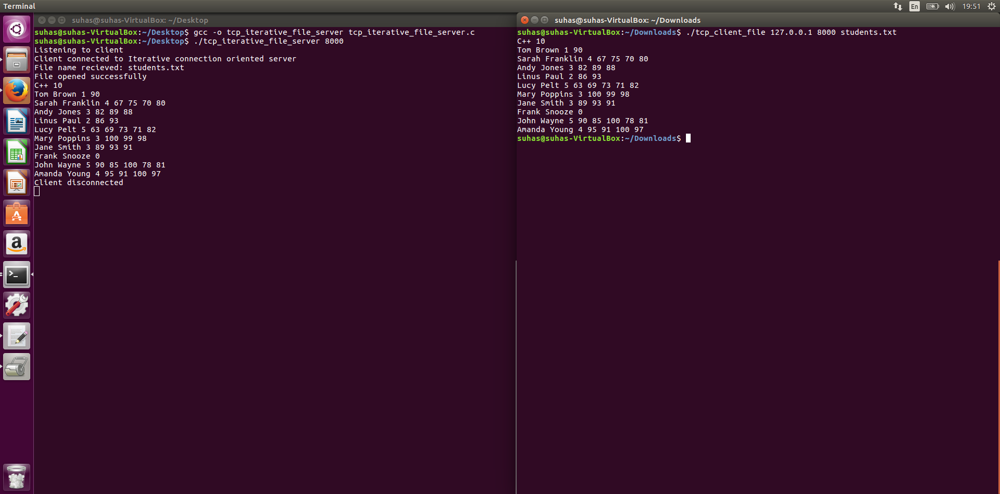 Terminal
En
19:51
suhas@suhas-VirtualBox: ~/Desktop
suhas@suhas-VirtualBox:~/Desktop$ gcc -o tcp_iterative_file_server tcp_iterative_file_server.c
suhas@suhas-VirtualBox:~/Desktop$ ./tcp_iterative_file_server 8000
Listening to client
Client connected to Iterative connection oriented server
File name recieved: students.txt
File opened successfully
C++ 10
Tom Brown 1 90
Sarah Franklin 4 67 75 70 80
Andy Jones 3 82 89 88
Linus Paul 2 86 93
Lucy Pelt 5 63 69 73 71 82
Mary Poppins 3 100 99 98
Jane Smith 3 89 93 91
Frank Snooze 0
John Wayne 5 90 85 100 78 81
Amanda Young 4 95 91 100 97
Client disconnected
suhas@suhas-VirtualBox: ~/Downloads
suhas@suhas-VirtualBox:~/Downloads$ ./tcp_client_file 127.0.0.1 8000 students.txt
C++ 10
Tom Brown 1 90
Sarah Franklin 4 67 75 70 80
Andy Jones 3 82 89 88
Linus Paul 2 86 93
Lucy Pelt 5 63 69 73 71 82
Mary Poppins 3 100 99 98
Jane Smith 3 89 93 91
Frank Snooze 0
John Wayne 5 90 85 100 78 81
Amanda Young 4 95 91 100 97
suhas@suhas-VirtualBox:~/Downloads$